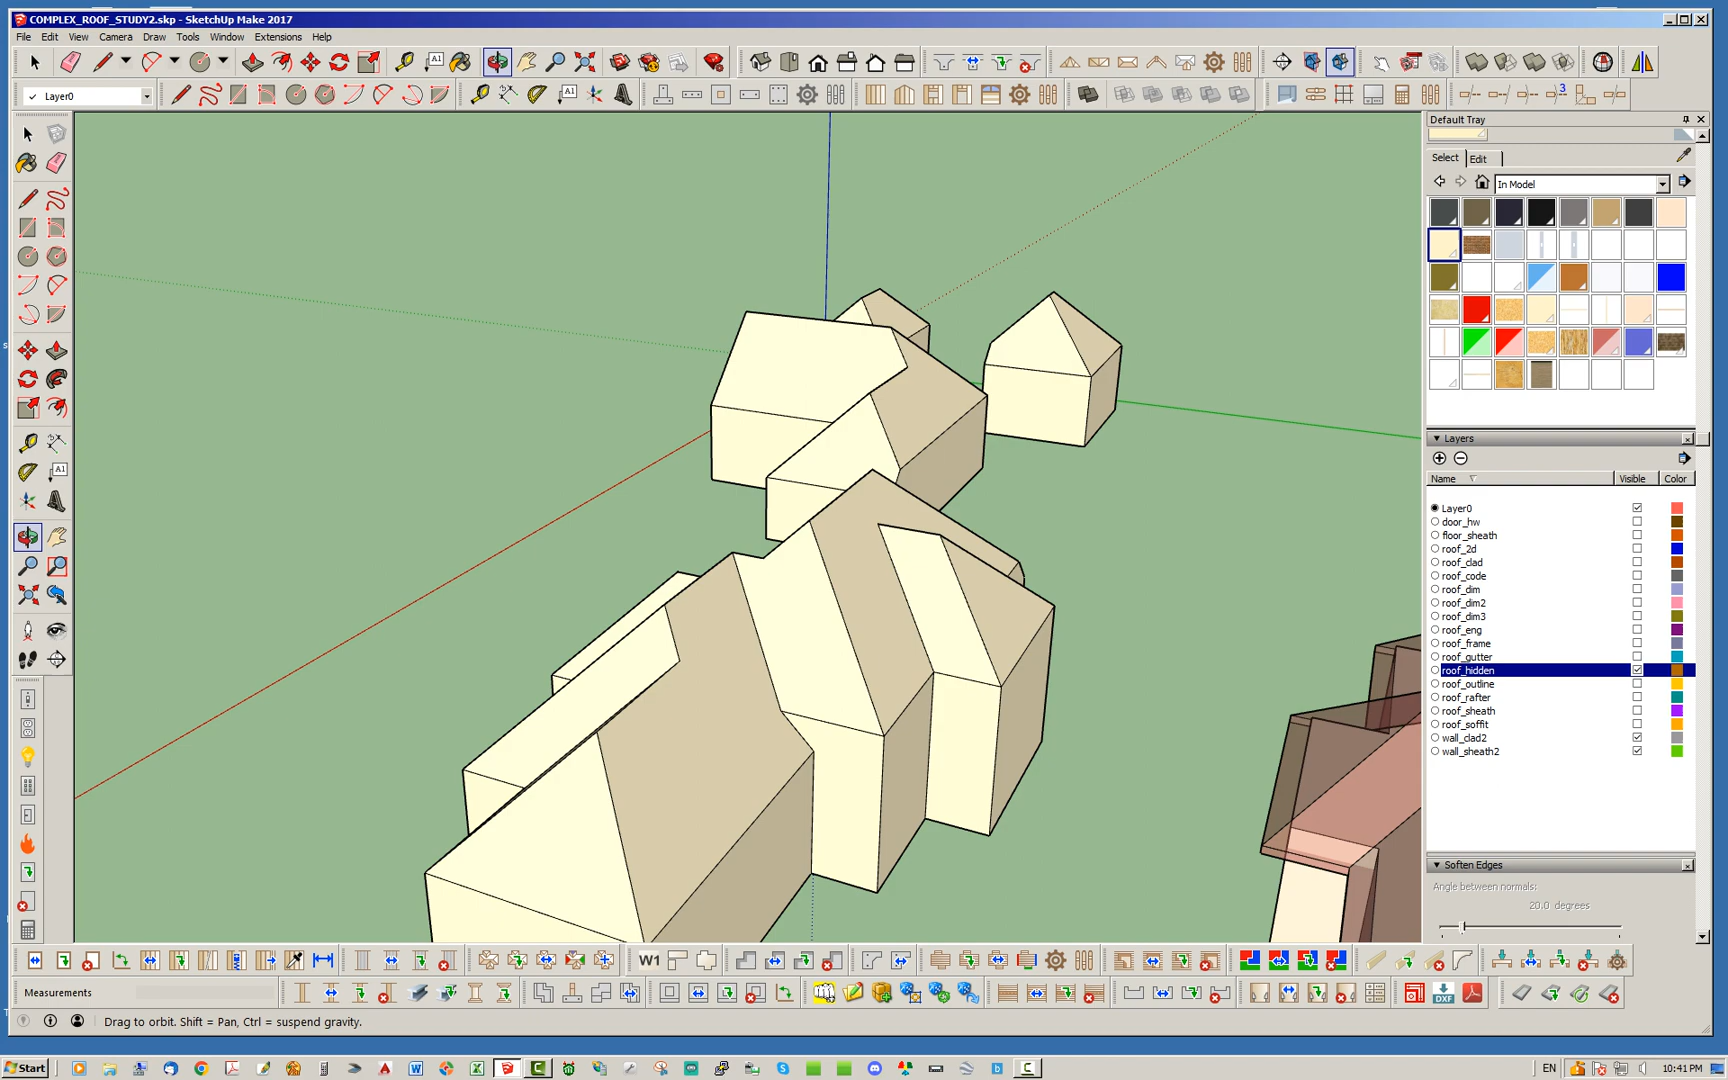 COMPLEX_ROOF_STUDY2.skp - SketchUp Make 2017
File Edit View Camera Draw Tools Window Extensions Help
Layer0
Default Tray
Select Edit
In Model
Layers
Name Visible Color
Layer0
door_hw
floor_sheath
roof_2d
roof_clad
roof_code
roof_dim
roof_dim2
roof_dim3
roof_eng
roof_frame
roof_gutter
roof_hidden
roof_outline
roof_rafter
roof_sheath
roof_soffit
wall_clad2
wall_sheath2
Soften Edges
Angle between normals:
20.0 degrees
W1
DXF
Measurements
Drag to orbit. Shift = Pan, Ctrl = suspend gravity.
Start
EN
10:41 PM